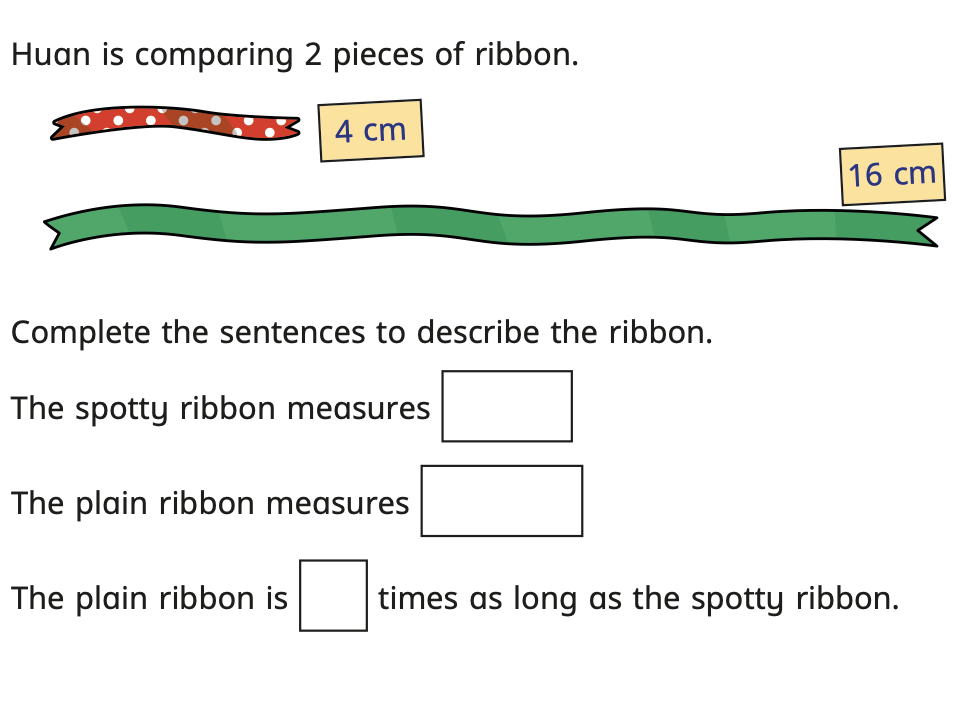 Huan is comparing 2 pieces of ribbon.
4 cm
16 cm
Complete the sentences to describe the ribbon.
The spotty ribbon measures
The plain ribbon measures
The plain ribbon is times as long as the spotty ribbon.